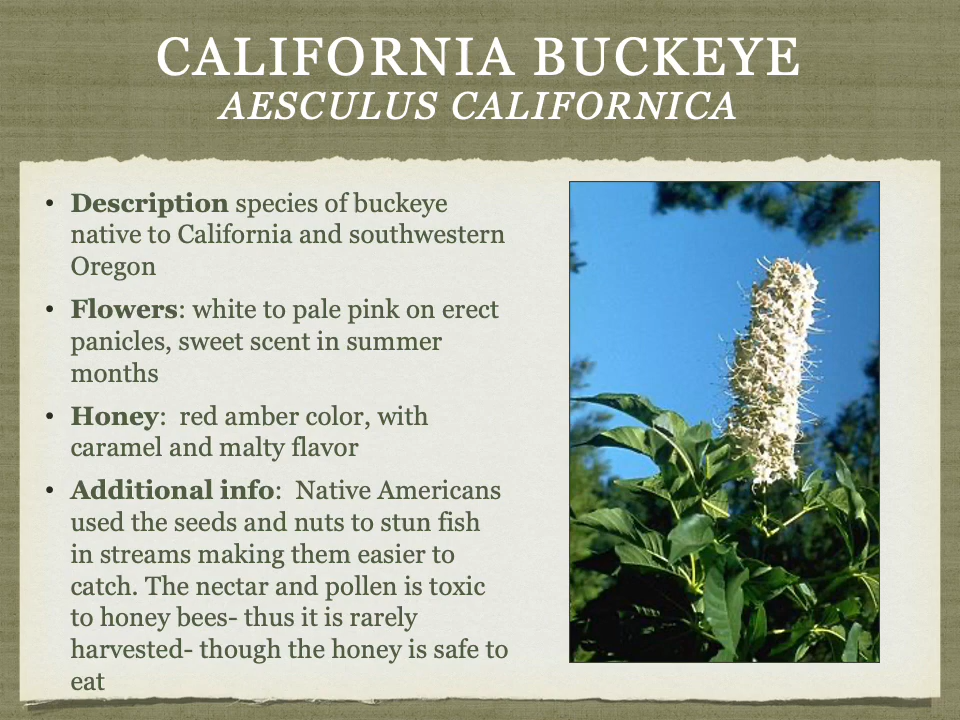 CALIFORNIA BUCKEYE
AESCULUS CALIFORNICA
• Description species of buckeye
native to California and southwestern
Oregon
• Flowers: white to pale pink on erect
panicles, sweet scent in summer
months
• Honey:  red amber color, with
caramel and malty flavor
• Additional info:  Native Americans
used the seeds and nuts to stun fish
in streams making them easier to
catch. The nectar and pollen is toxic
to honey bees- thus it is rarely
harvested- though the honey is safe to
eat